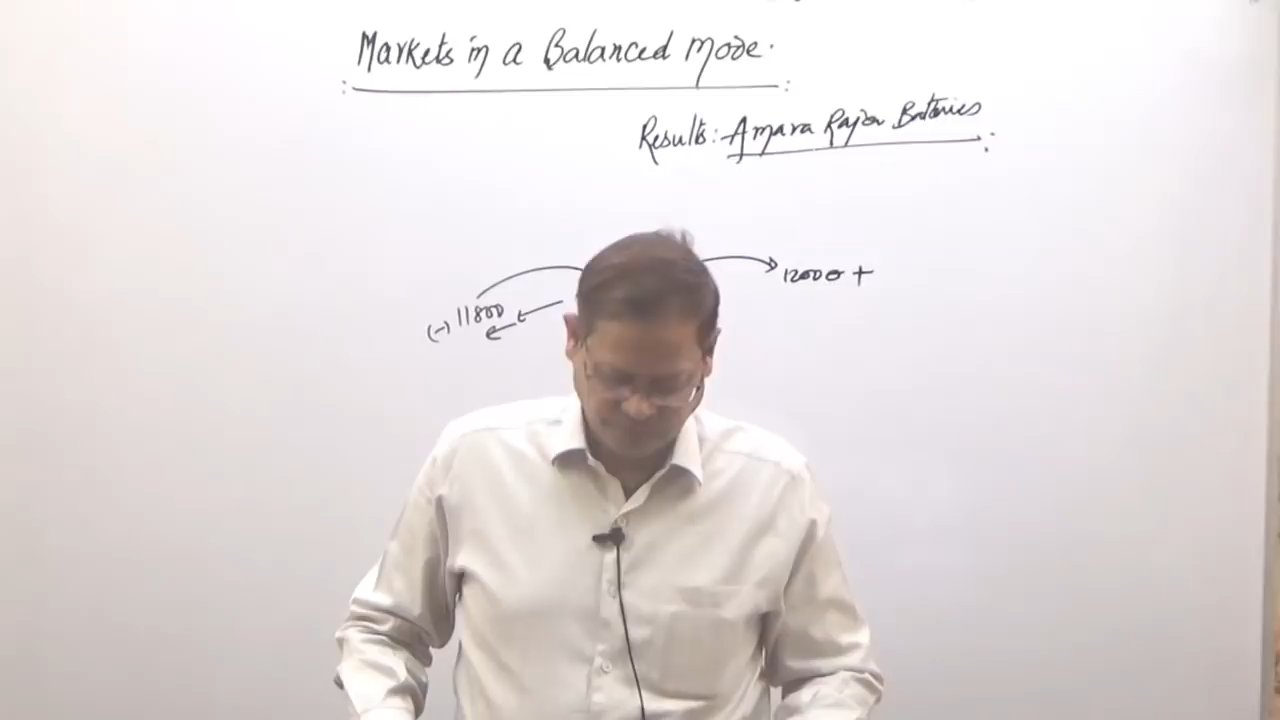 Markets in a Balanced mode.
Results: Amara Raja Batteries
(-) 11800
12000 +